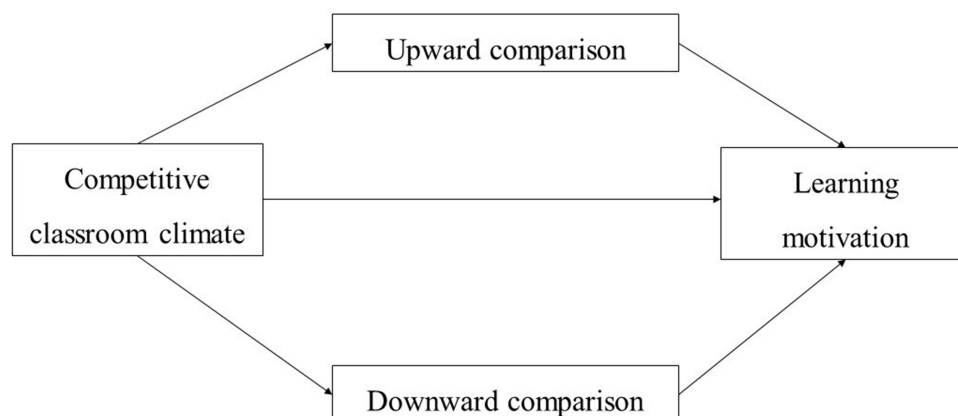 Upward comparison
Competitive
classroom climate
Learning
motivation
Downward comparison